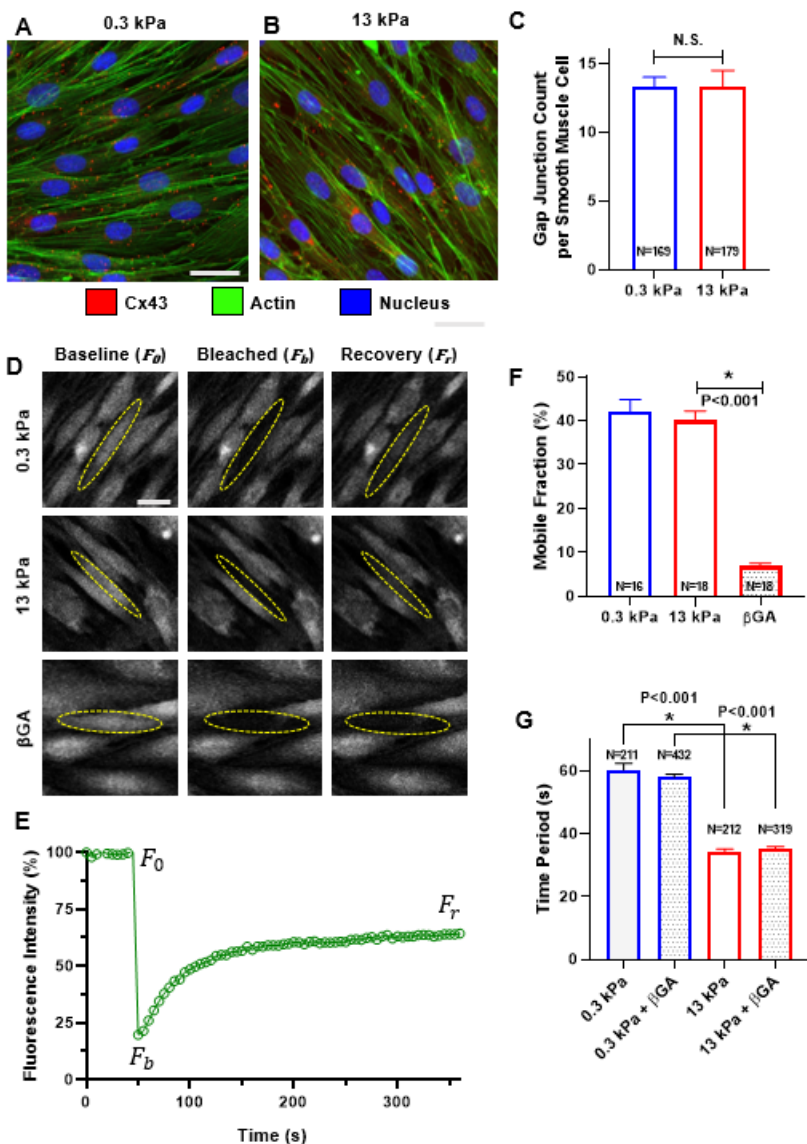 A
0.3 kPa
B
13 kPa
Cx43
Actin
Nucleus
C
Gap Junction Count
per Smooth Muscle Cell
15
10
5
0
N.S.
N=169
N=179
0.3 kPa
13 kPa
D
Baseline (F0)
Bleached (Fb)
Recovery (Fr)
0.3 kPa
13 kPa
βGA
E
Fluorescence Intensity (%)
100
75
50
25
0
F0
Fb
Fr
0
100
200
300
Time (s)
F
Mobile Fraction (%)
50
40
30
20
10
0
*
P<0.001
N=16
N=18
N=18
0.3 kPa
13 kPa
βGA
G
Time Period (s)
60
40
20
0
P<0.001
*
P<0.001
*
N=211
N=432
N=212
N=319
0.3 kPa
0.3 kPa + βGA
13 kPa
13 kPa + βGA